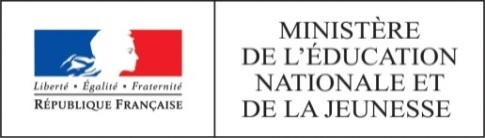 Liberté • Égalité • Fraternité
RÉPUBLIQUE FRANÇAISE
MINISTÈRE
DE L'ÉDUCATION
NATIONALE ET
DE LA JEUNESSE